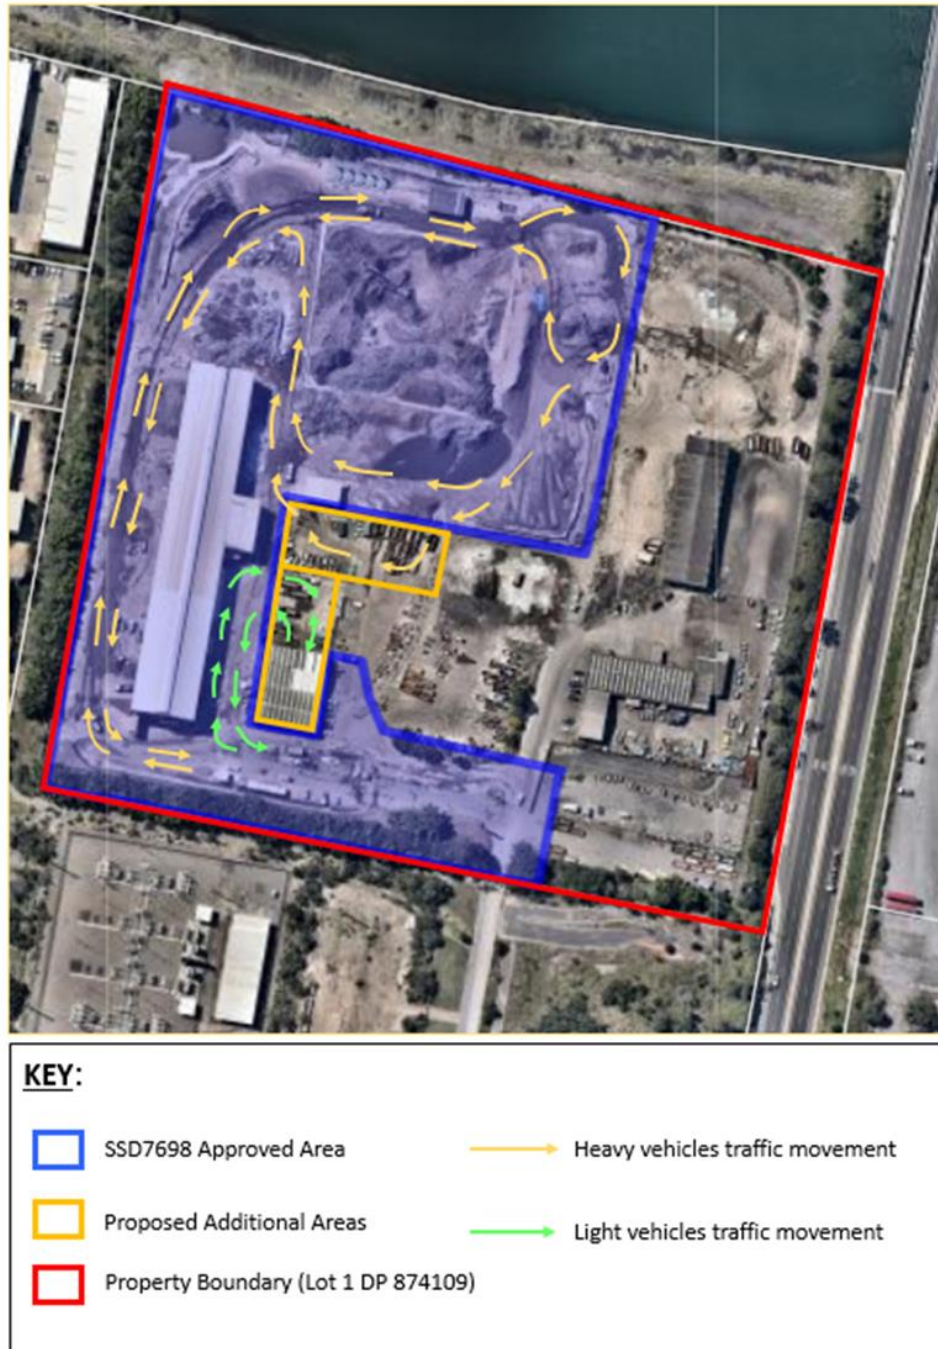 KEY:
SSD7698 Approved Area
Heavy vehicles traffic movement
Proposed Additional Areas
Light vehicles traffic movement
Property Boundary (Lot 1 DP 874109)